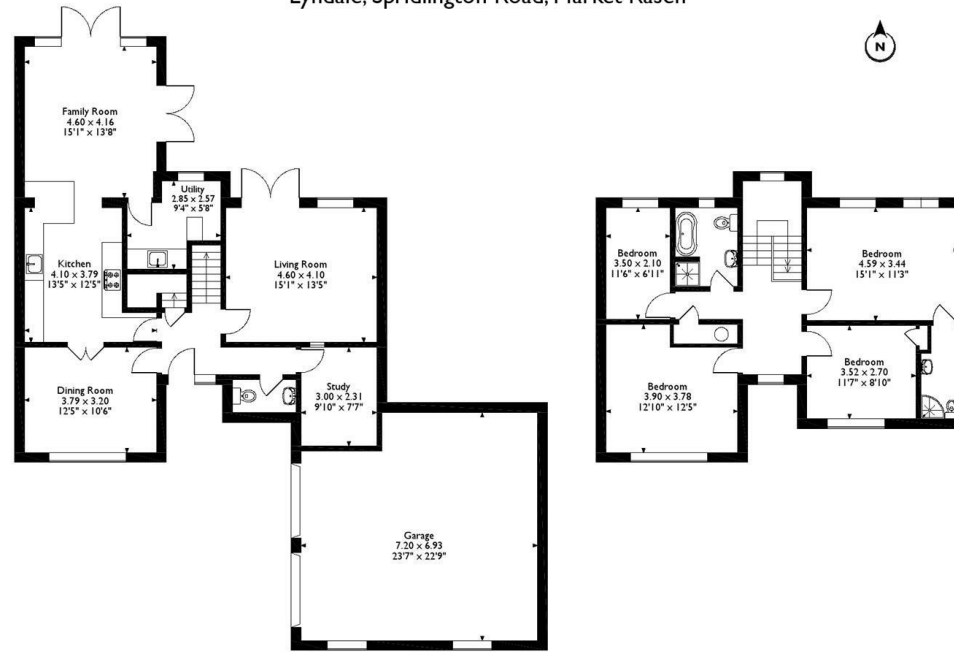 Lyndale, Spridlington Road, Market Rasen
N
Family Room
4.60 x 4.16
15'1" x 13'8"
Utility
2.85 x 2.57
9'4" x 5'8"
Kitchen
4.10 x 3.79
13'5" x 12'5"
Living Room
4.60 x 4.10
15'1" x 13'5"
Dining Room
3.79 x 3.20
12'5" x 10'6"
Study
3.00 x 2.31
9'10" x 7'7"
Garage
7.20 x 6.93
23'7" x 22'9"
Bedroom
3.50 x 2.10
11'6" x 6'11"
Bedroom
4.59 x 3.44
15'1" x 11'3"
Bedroom
3.90 x 3.78
12'10" x 12'5"
Bedroom
3.52 x 2.70
11'7" x 8'10"